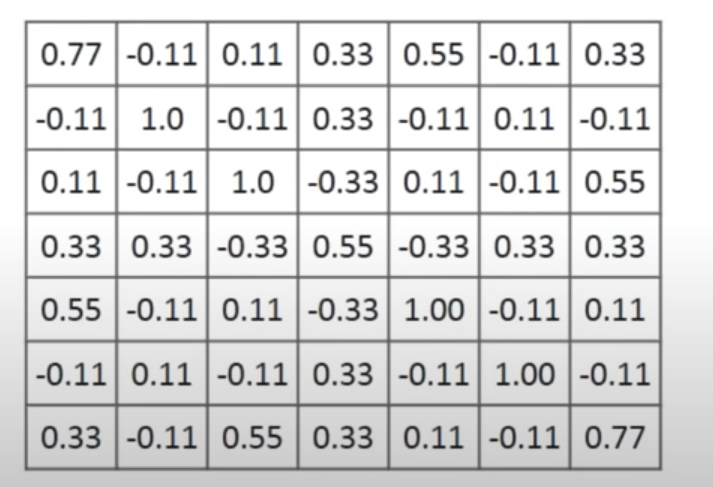 0.77 -0.11 0.11 0.33 0.55 -0.11 0.33
-0.11 1.0 -0.11 0.33 -0.11 0.11 -0.11
0.11 -0.11 1.0 -0.33 0.11 -0.11 0.55
0.33 0.33 -0.33 0.55 -0.33 0.33 0.33
0.55 -0.11 0.11 -0.33 1.00 -0.11 0.11
-0.11 0.11 -0.11 0.33 -0.11 1.00 -0.11
0.33 -0.11 0.55 0.33 0.11 -0.11 0.77